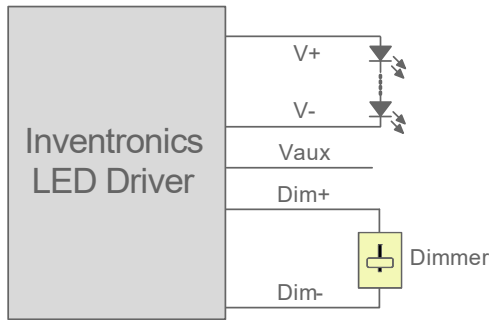 V+
V-
Inventronics
LED Driver
Vaux
Dim+
Dimmer
Dim-